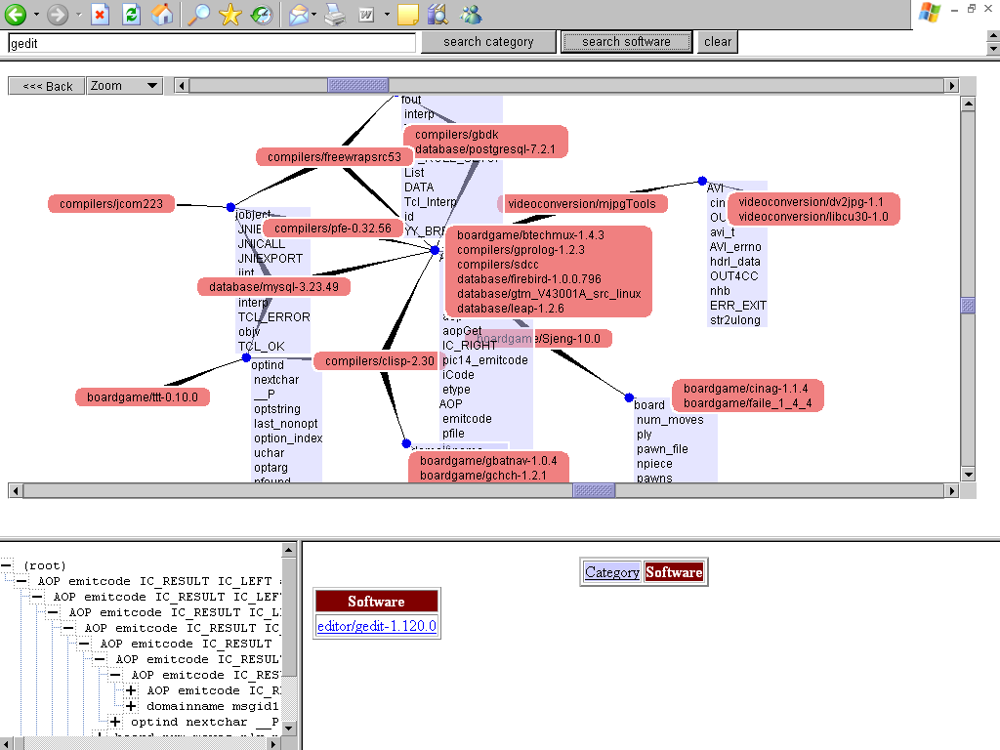 gedit
search category
search software
clear
<<< Back
Zoom
fout
interp
compilers/gbdk
database/postgresql-7.2.1
compilers/freewrapsrc53
List
DATA
Tcl_Interp
id
compilers/jcom223
videoconversion/mjpgTools
AVI_
videoconversion/dv2jpg-1.1
videoconversion/libcu30-1.0
avi_t
AVI_errno
hdrl_data
OUT4CC
nhb
ERR_EXIT
str2ulong
jobject
compilers/pfe-0.32.56
JNICALL
JNIEXPORT
jint
database/mysql-3.23.49
interp
TCL_ERROR
objv
TCL_OK
boardgame/btechmux-1.4.3
compilers/gprolog-1.2.3
compilers/sdcc
database/firebird-1.0.0.796
database/gtm_V43001A_src_linux
database/leap-1.2.6
aop
aopGet
boardgame/Sjeng-10.0
IC_RIGHT
pic14_emitcode
iCode
etype
AOP
emitcode
pfile
compilers/clisp-2.30
boardgame/ttt-0.10.0
optind
nextchar
__P
optstring
last_nonopt
option_index
uchar
optarg
nfound
boardgame/cinag-1.1.4
boardgame/faile_1_4_4
board
num_moves
ply
pawn_file
npiece
pawns
boardgame/gbatnav-1.0.4
boardgame/gchch-1.2.1
(root)
AOP emitcode IC_RESULT IC_LEFT
AOP emitcode IC_RESULT IC_LEF
AOP emitcode IC_RESULT IC_L
AOP emitcode IC_RESULT IC_
AOP emitcode IC_RESULT
AOP emitcode IC_RESUL
AOP emitcode IC_RES
AOP emitcode IC_R
domainname msgid1
optind nextchar __P
Category Software
Software
editor/gedit-1.120.0